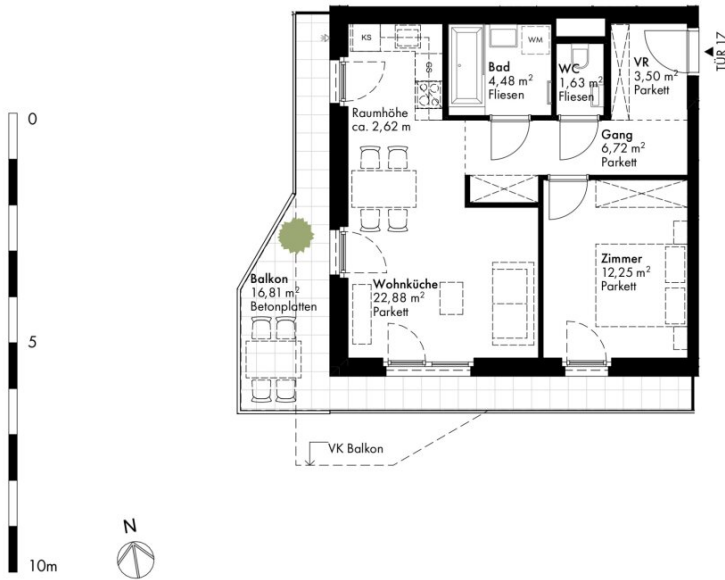 KS
WM
GS
Bad
4,48 m²
Fliesen
WC
1,63 m²
Fliesen
VR
3,50 m²
Parkett
TÜR 17
Raumhöhe
ca. 2,62 m
Gang
6,72 m²
Parkett
0
Balkon
16,81 m²
Betonplatten
Wohnküche
22,88 m²
Parkett
Zimmer
12,25 m²
Parkett
5
VK Balkon
N
10m